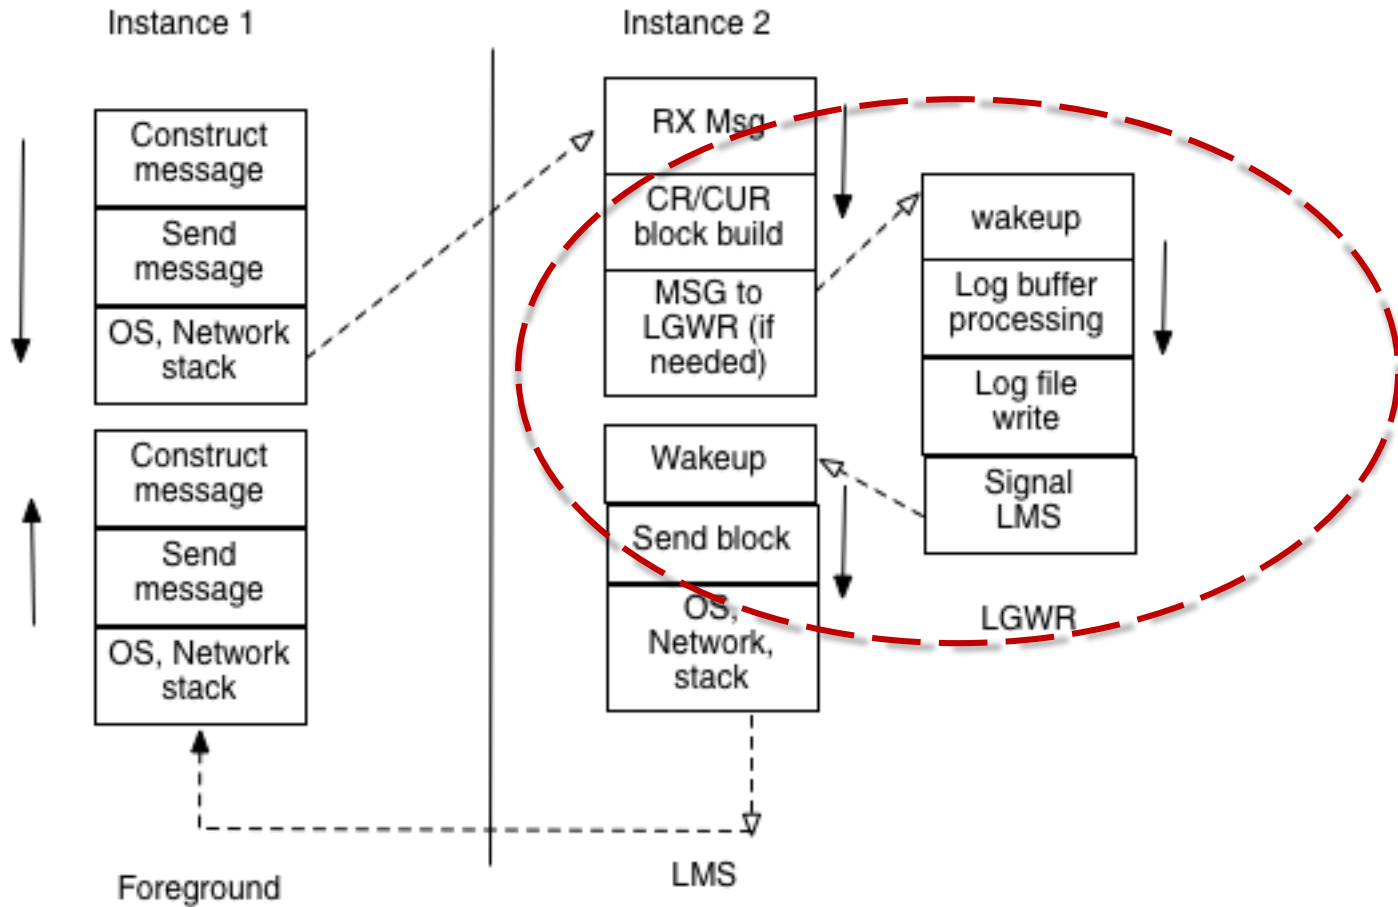 Instance 1
Construct
message
Send
message
OS, Network
stack
Construct
message
Send
message
OS, Network
stack
Foreground
Instance 2
RX Msg
CR/CUR
block build
MSG to
LGWR (if
needed)
Wakeup
Send block
OS,
Network,
stack
LMS
wakeup
Log buffer
processing
Log file
write
Signal
LMS
LGWR